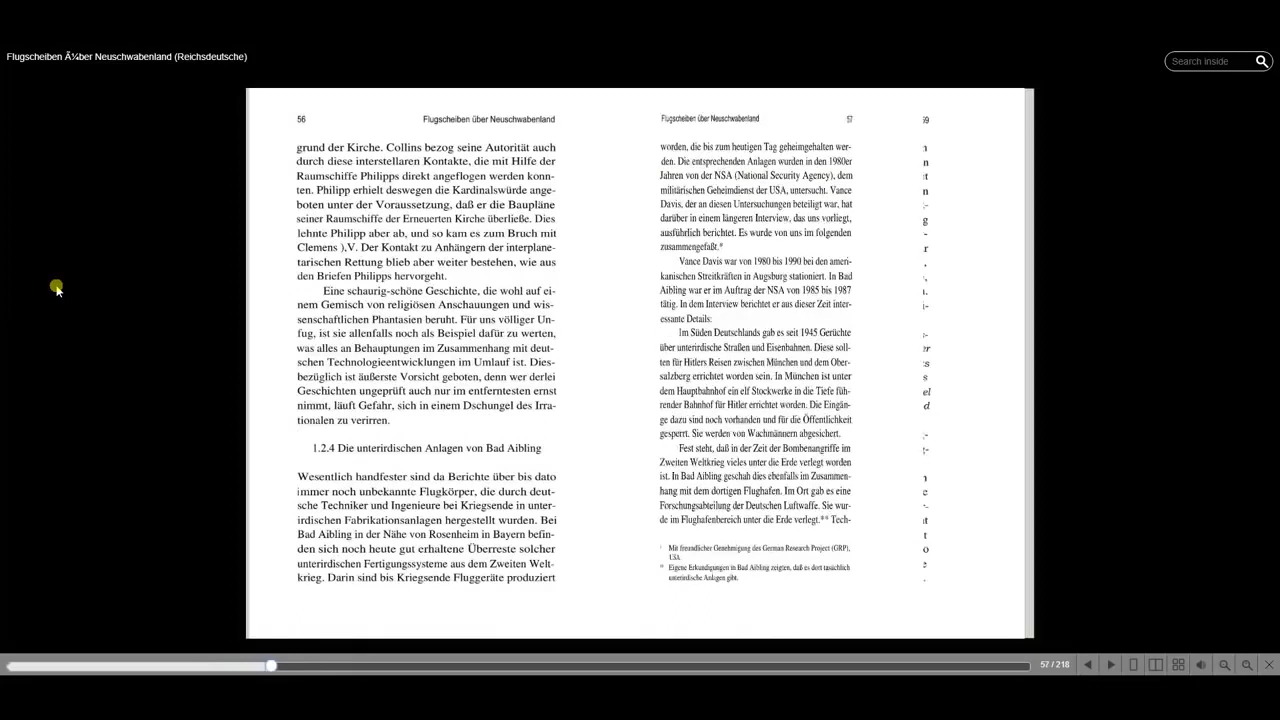 Flugscheiben Ã¼ber Neuschwabenland (Reichsdeutsche)
Search inside
56 Flugscheiben über Neuschwabenland
grund der Kirche. Collins bezog seine Autorität auch
durch diese interstellaren Kontakte, die mit Hilfe der
Raumschiffe Philipps direkt angeflogen werden konn-
ten. Philipp erhielt deswegen die Kardinalswürde ange-
boten unter der Voraussetzung, daß er die Baupläne
seiner Raumschiffe der Erneuerten Kirche überließe. Dies
lehnte Philipp aber ab, und so kam es zum Bruch mit
Clemens ),V. Der Kontakt zu Anhängern der interplane-
tarischen Rettung blieb aber weiter bestehen, wie aus
den Briefen Philipps hervorgeht.
Eine schaurig-schöne Geschichte, die wohl auf ei-
nem Gemisch von religiösen Anschauungen und wis-
senschaftlichen Phantasien beruht. Für uns völliger Un-
fug, ist sie allenfalls noch als Beispiel dafür zu werten,
was alles an Behauptungen im Zusammenhang mit deut-
schen Technologieentwicklungen im Umlauf ist. Dies-
bezüglich ist äußerste Vorsicht geboten, denn wer derlei
Geschichten ungeprüft auch nur im entferntesten ernst
nimmt, läuft Gefahr, sich in einem Dschungel des Irra-
tionalen zu verirren.
1.2.4 Die unterirdischen Anlagen von Bad Aibling
Wesentlich handfester sind da Berichte über bis dato
immer noch unbekannte Flugkörper, die durch deut-
sche Techniker und Ingenieure bei Kriegsende in unter-
irdischen Fabrikationsanlagen hergestellt wurden. Bei
Bad Aibling in der Nähe von Rosenheim in Bayern befin-
den sich noch heute gut erhaltene Überreste solcher
unterirdischen Fertigungssysteme aus dem Zweiten Welt-
krieg. Darin sind bis Kriegsende Fluggeräte produziert
Flugscheiben über Neuschwabenland 57
worden, die bis zum heutigen Tag geheimgehalten wer-
den. Die entsprechenden Anlagen wurden in den 1980er
Jahren von der NSA (National Security Agency), dem
militärischen Geheimdienst der USA, untersucht. Vance
Davis, der an diesen Untersuchungen beteiligt war, hat
darüber in einem längeren Interview, das uns vorliegt,
ausführlich berichtet. Es wurde von uns im folgenden
zusammengefaßt.*
Vance Davis war von 1980 bis 1990 bei den ameri-
kanischen Streitkräften in Augsburg stationiert. In Bad
Aibling war er im Auftrag der NSA von 1985 bis 1987
tätig. In dem Interview berichtet er aus dieser Zeit inter-
essante Details:
Im Süden Deutschlands gab es seit 1945 Gerüchte
über unterirdische Straßen und Eisenbahnen. Diese soll-
ten für Hitlers Reisen zwischen München und dem Ober-
salzberg errichtet worden sein. In München ist unter
dem Hauptbahnhof ein elf Stockwerke in die Tiefe füh-
render Bahnhof für Hitler errichtet worden. Die Eingän-
ge dazu sind noch vorhanden und für die Öffentlichkeit
gesperrt. Sie werden von Wachmännern abgesichert.
Fest steht, daß in der Zeit der Bombenangriffe im
Zweiten Weltkrieg vieles unter die Erde verlegt worden
ist. In Bad Aibling geschah dies ebenfalls im Zusammen-
hang mit dem dortigen Flughafen. Im Ort gab es eine
Forschungsabteilung der Deutschen Luftwaffe. Sie wur-
de im Flughafenbereich unter die Erde verlegt.** Tech-
Mit freundlicher Genehmigung des German Research Project (GRP),
USA.
Eigene Erkundigungen in Bad Aibling zeigten, daß es dort tatsächlich
unterirdische Anlagen gibt.
57 / 218